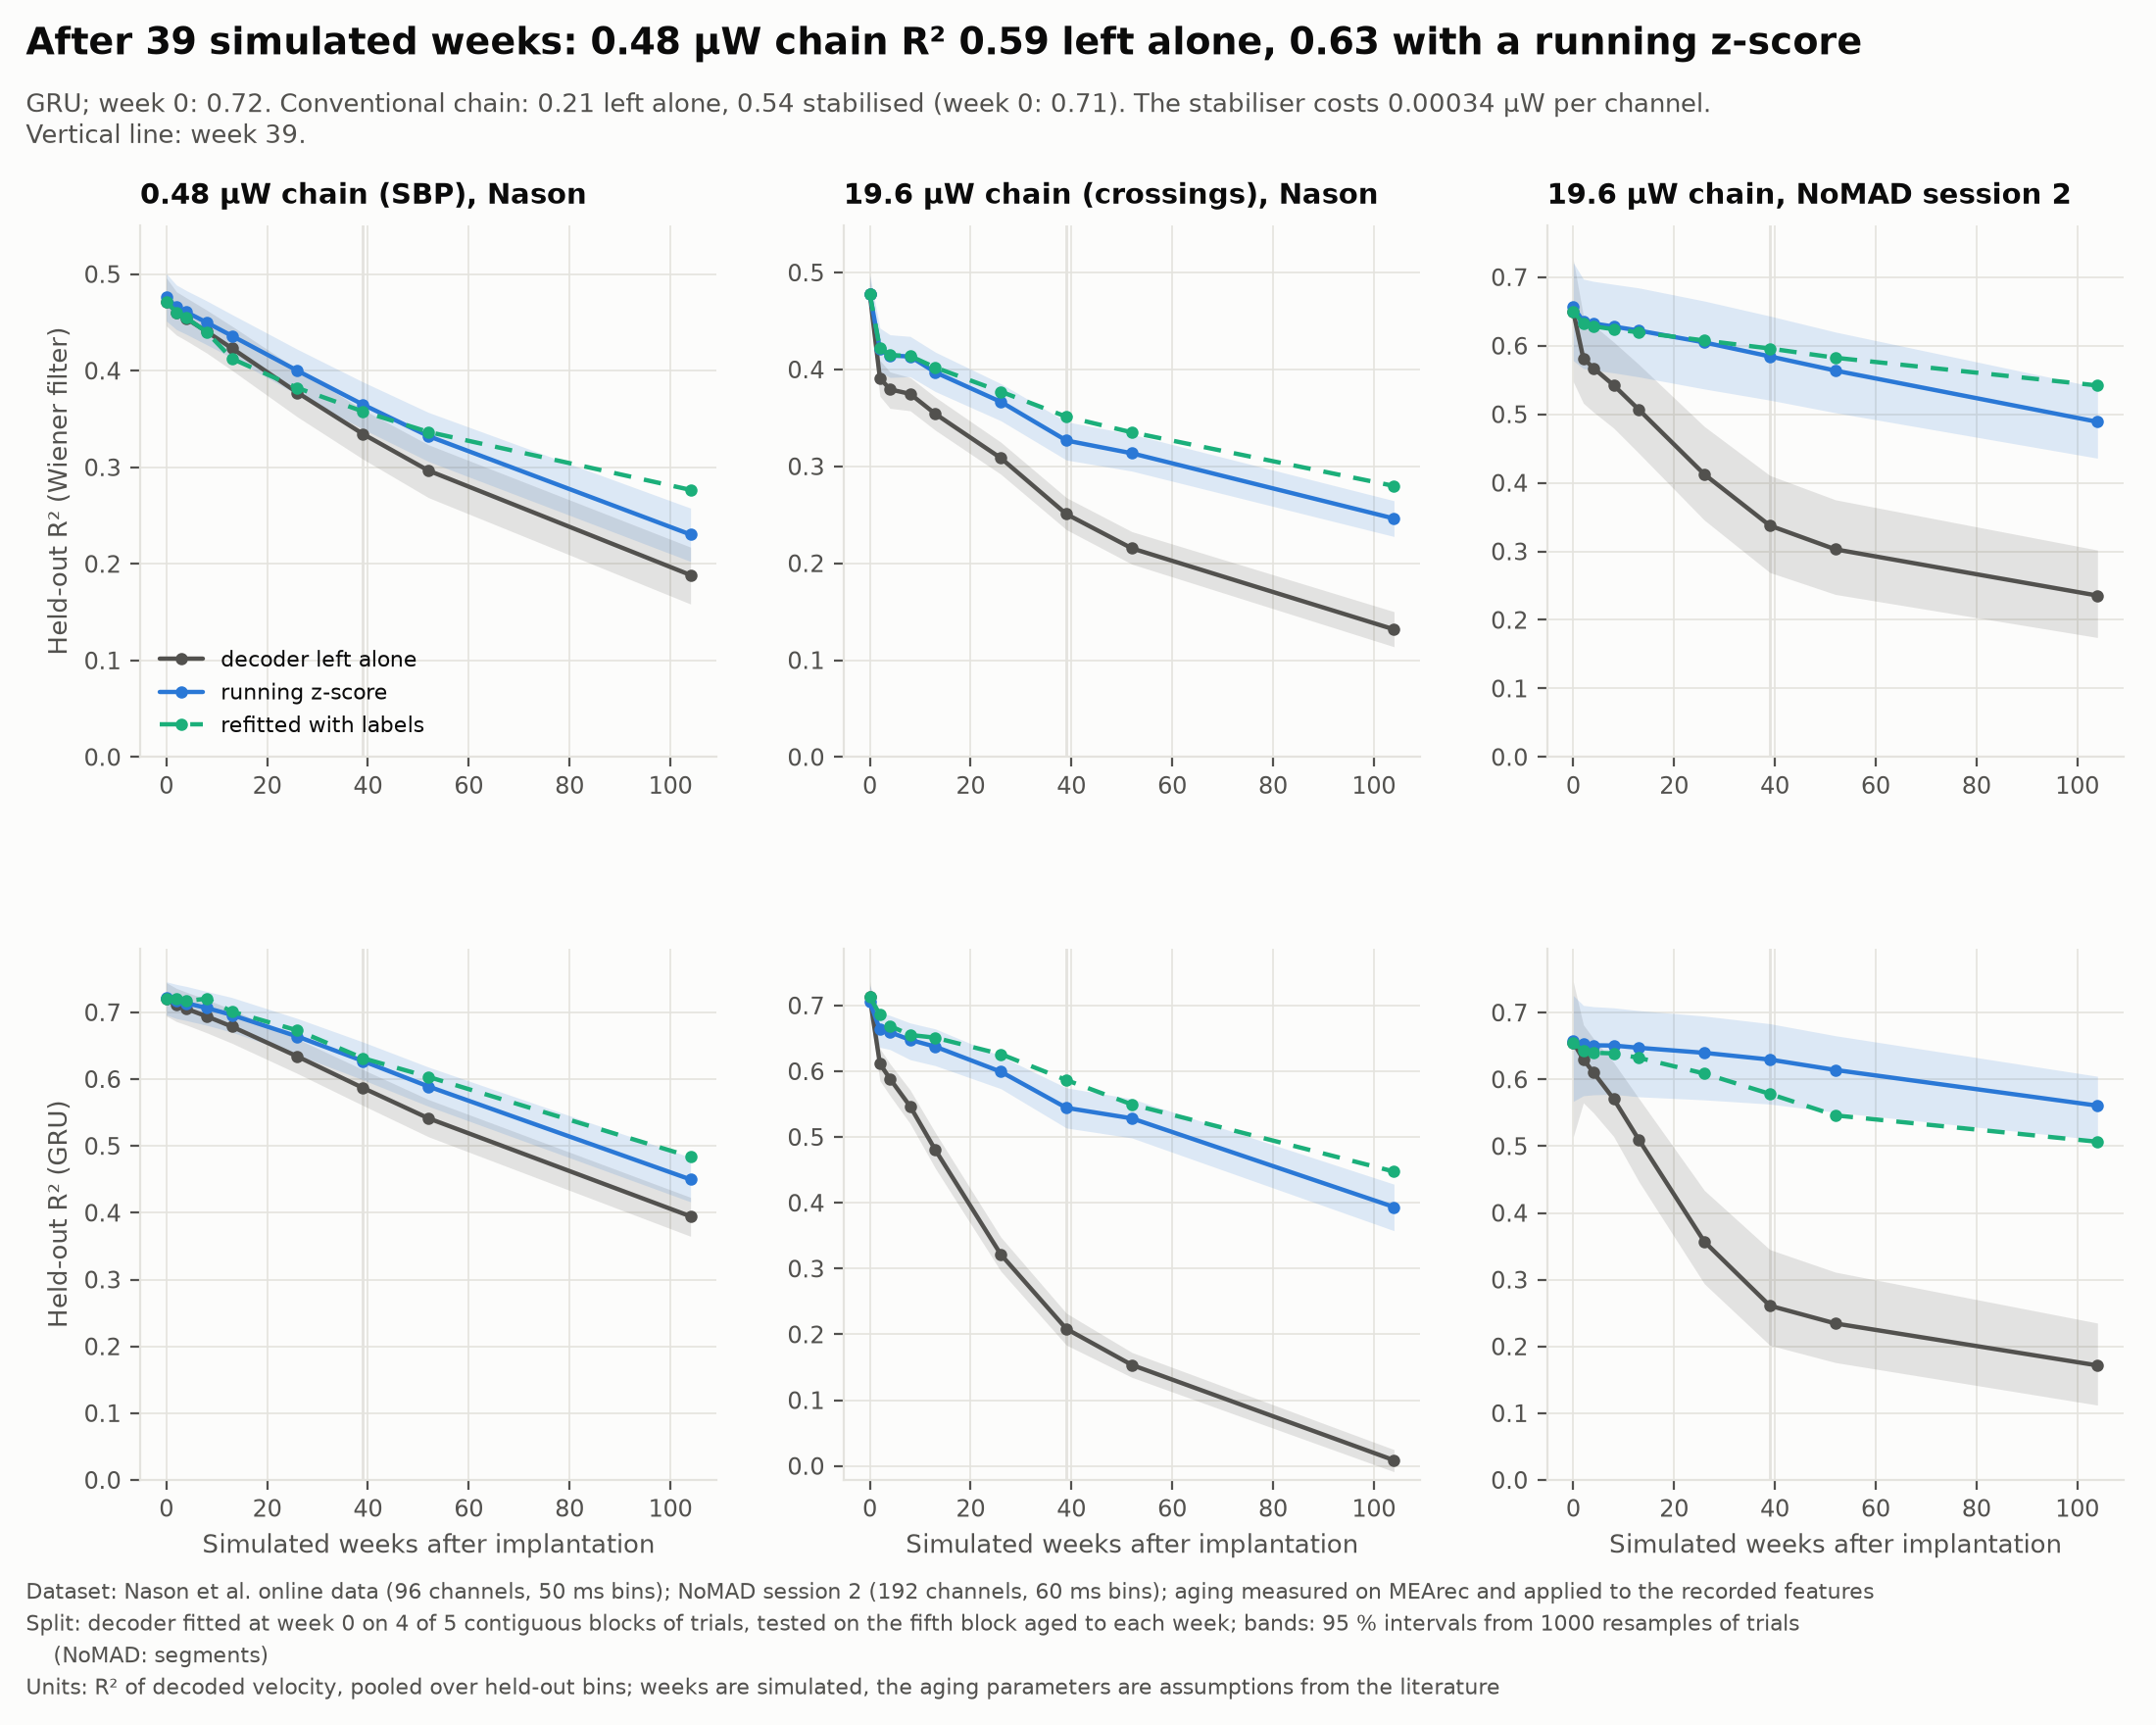 After 39 simulated weeks: 0.48 µW chain R² 0.59 left alone, 0.63 with a running z-score
GRU; week 0: 0.72. Conventional chain: 0.21 left alone, 0.54 stabilised (week 0: 0.71). The stabiliser costs 0.00034 µW per channel.
Vertical line: week 39.
0.48 µW chain (SBP), Nason
19.6 µW chain (crossings), Nason
19.6 µW chain, NoMAD session 2
Held-out R² (Wiener filter)
0.5
0.4
0.3
0.2
0.1
0.0
decoder left alone
running z-score
refitted with labels
0 20 40 60 80 100
0.5
0.4
0.3
0.2
0.1
0.0
0 20 40 60 80 100
0.7
0.6
0.5
0.4
0.3
0.2
0.1
0.0
0 20 40 60 80 100
Held-out R² (GRU)
0.7
0.6
0.5
0.4
0.3
0.2
0.1
0.0
0 20 40 60 80 100
Simulated weeks after implantation
0.7
0.6
0.5
0.4
0.3
0.2
0.1
0.0
0 20 40 60 80 100
Simulated weeks after implantation
0.7
0.6
0.5
0.4
0.3
0.2
0.1
0.0
0 20 40 60 80 100
Simulated weeks after implantation
Dataset: Nason et al. online data (96 channels, 50 ms bins); NoMAD session 2 (192 channels, 60 ms bins); aging measured on MEArec and applied to the recorded features
Split: decoder fitted at week 0 on 4 of 5 contiguous blocks of trials, tested on the fifth block aged to each week; bands: 95 % intervals from 1000 resamples of trials
(NoMAD: segments)
Units: R² of decoded velocity, pooled over held-out bins; weeks are simulated, the aging parameters are assumptions from the literature